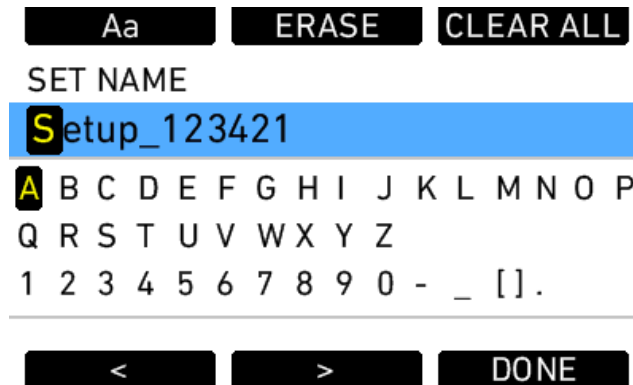 Aa ERASE CLEAR ALL
SET NAME
Setup_123421
A B C D E F G H I J K L M N O P
Q R S T U V W X Y Z
1 2 3 4 5 6 7 8 9 0 - _ [ ] .
< > DONE